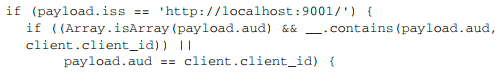 if (payload.iss == 'http://localhost:9001/') {
if ((Array.isArray(payload.aud) && __.contains(payload.aud,
client.client_id)) ||
payload.aud == client.client_id) {